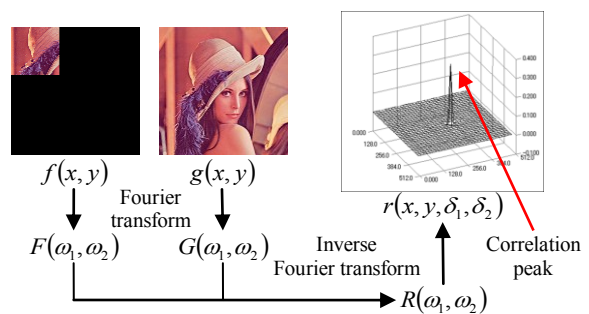 0.400
0.300
0.200
0.100
0.000
-0.100
0.000
128.0
256.0
384.0
512.0
0.000
128.0
256.0
384.0
512.0
f(x, y)
g(x, y)
r(x, y, δ₁, δ₂)
Fourier
transform
F(ω₁, ω₂)
G(ω₁, ω₂)
Inverse
Fourier transform
Correlation
peak
R(ω₁, ω₂)